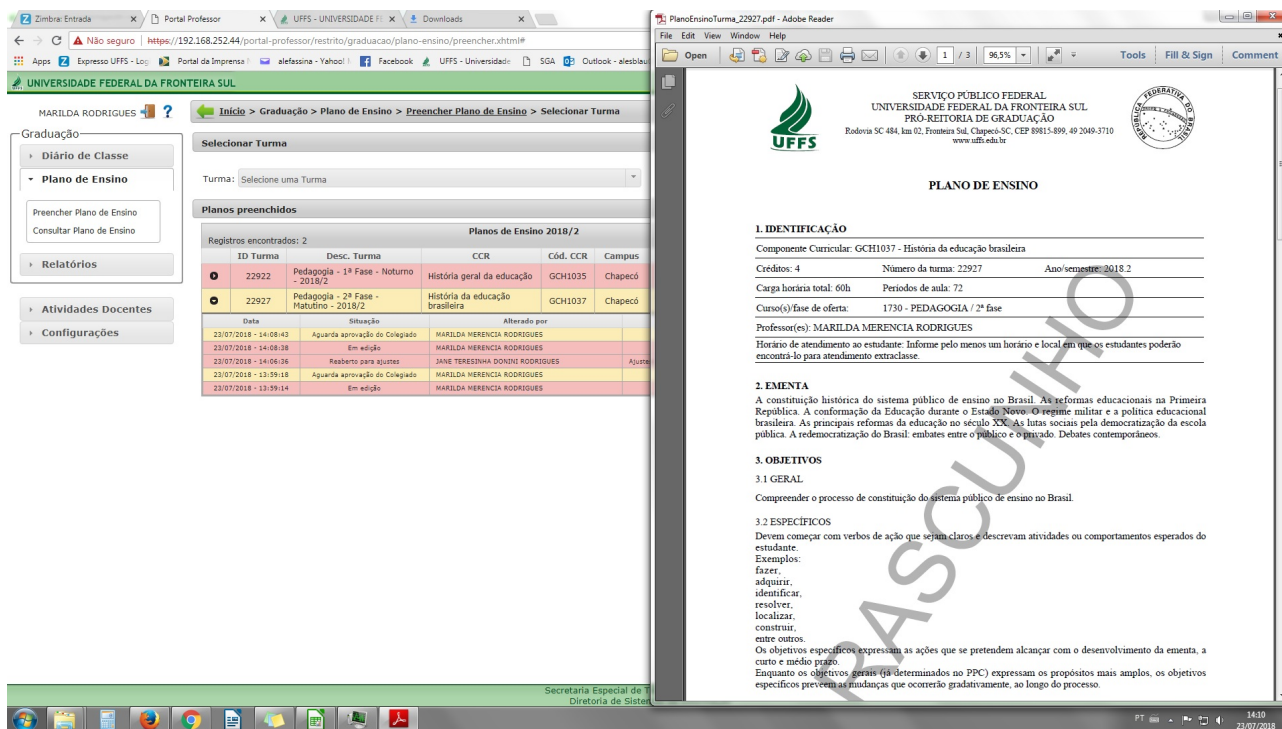 Zimbra: Entrada
Portal Professor
UFFS - UNIVERSIDADE F
Downloads
Não seguro | https://192.168.252.44/portal-professor/restrito/graduacao/plano-ensino/preencher.xhtml#
Apps
Expresso UFFS - Log
Portal da Imprensa
alefassina - Yahoo!
Facebook
UFFS - Universidade
SGA
Outlook - alesblau
UNIVERSIDADE FEDERAL DA FRONTEIRA SUL
MARILDA RODRIGUES ?
Graduação
Diário de Classe
Plano de Ensino
Preencher Plano de Ensino
Consultar Plano de Ensino
Relatórios
Atividades Docentes
Configurações
Início > Graduação > Plano de Ensino > Preencher Plano de Ensino > Selecionar Turma
Selecionar Turma
Turma: Selecione uma Turma
Planos preenchidos
Planos de Ensino 2018/2
Registros encontrados: 2
ID Turma Desc. Turma CCR Cód. CCR Campus
22922 Pedagogia - 1ª Fase - Noturno - 2018/2 História geral da educação GCH1035 Chapecó
22927 Pedagogia - 2ª Fase - Matutino - 2018/2 História da educação brasileira GCH1037 Chapecó
Data Situação Alterado por
23/07/2018 - 14:08:43 Aguarda aprovação do Colegiado MARILDA MERENCIA RODRIGUES
23/07/2018 - 14:08:38 Em edição MARILDA MERENCIA RODRIGUES
23/07/2018 - 14:06:36 Reaberto para ajustes JANE TERESINHA DONINI RODRIGUES Ajuste
23/07/2018 - 13:59:18 Aguarda aprovação do Colegiado MARILDA MERENCIA RODRIGUES
23/07/2018 - 13:59:14 Em edição MARILDA MERENCIA RODRIGUES
Secretaria Especial de T
Diretoria de Sister
PlanoEnsinoTurma_22927.pdf - Adobe Reader
File Edit View Window Help
Open 1 / 3 96,5% Tools Fill & Sign Comment
UFFS
SERVIÇO PÚBLICO FEDERAL
UNIVERSIDADE FEDERAL DA FRONTEIRA SUL
PRÓ-REITORIA DE GRADUAÇÃO
Rodovia SC 484, km 02, Fronteira Sul, Chapecó-SC, CEP 89815-899, 49 2049-3710
www.uffs.edu.br
PLANO DE ENSINO
1. IDENTIFICAÇÃO
Componente Curricular: GCH1037 - História da educação brasileira
Créditos: 4 Número da turma: 22927 Ano/semestre: 2018.2
Carga horária total: 60h Periodos de aula: 72
Curso(s)/fase de oferta: 1730 - PEDAGOGIA / 2ª fase
Professor(es): MARILDA MERENCIA RODRIGUES
Horário de atendimento ao estudante: Informe pelo menos um horário e local em que os estudantes poderão
encontrá-lo para atendimento extraclasse.
2. EMENTA
A constituição histórica do sistema público de ensino no Brasil. As reformas educacionais na Primeira
República. A conformação da Educação durante o Estado Novo. O regime militar e a política educacional
brasileira. As principais reformas da educação no século XX. As lutas sociais pela democratização da escola
pública. A redemocratização do Brasil: embates entre o público e o privado. Debates contemporâneos.
3. OBJETIVOS
3.1 GERAL
Compreender o processo de constituição do sistema público de ensino no Brasil.
3.2 ESPECÍFICOS
Devem começar com verbos de ação que sejam claros e descrevam atividades ou comportamentos esperados do
estudante.
Exemplos:
fazer,
adquirir,
identificar,
resolver,
localizar,
construir,
entre outros.
Os objetivos específicos expressam as ações que se pretendem alcançar com o desenvolvimento da ementa, a
curto e médio prazo.
Enquanto os objetivos gerais (já determinados no PPC) expressam os propósitos mais amplos, os objetivos
específicos preveem as mudanças que ocorrerão gradativamente, ao longo do processo.
RASCUNHO
PT 14:10
23/07/2018